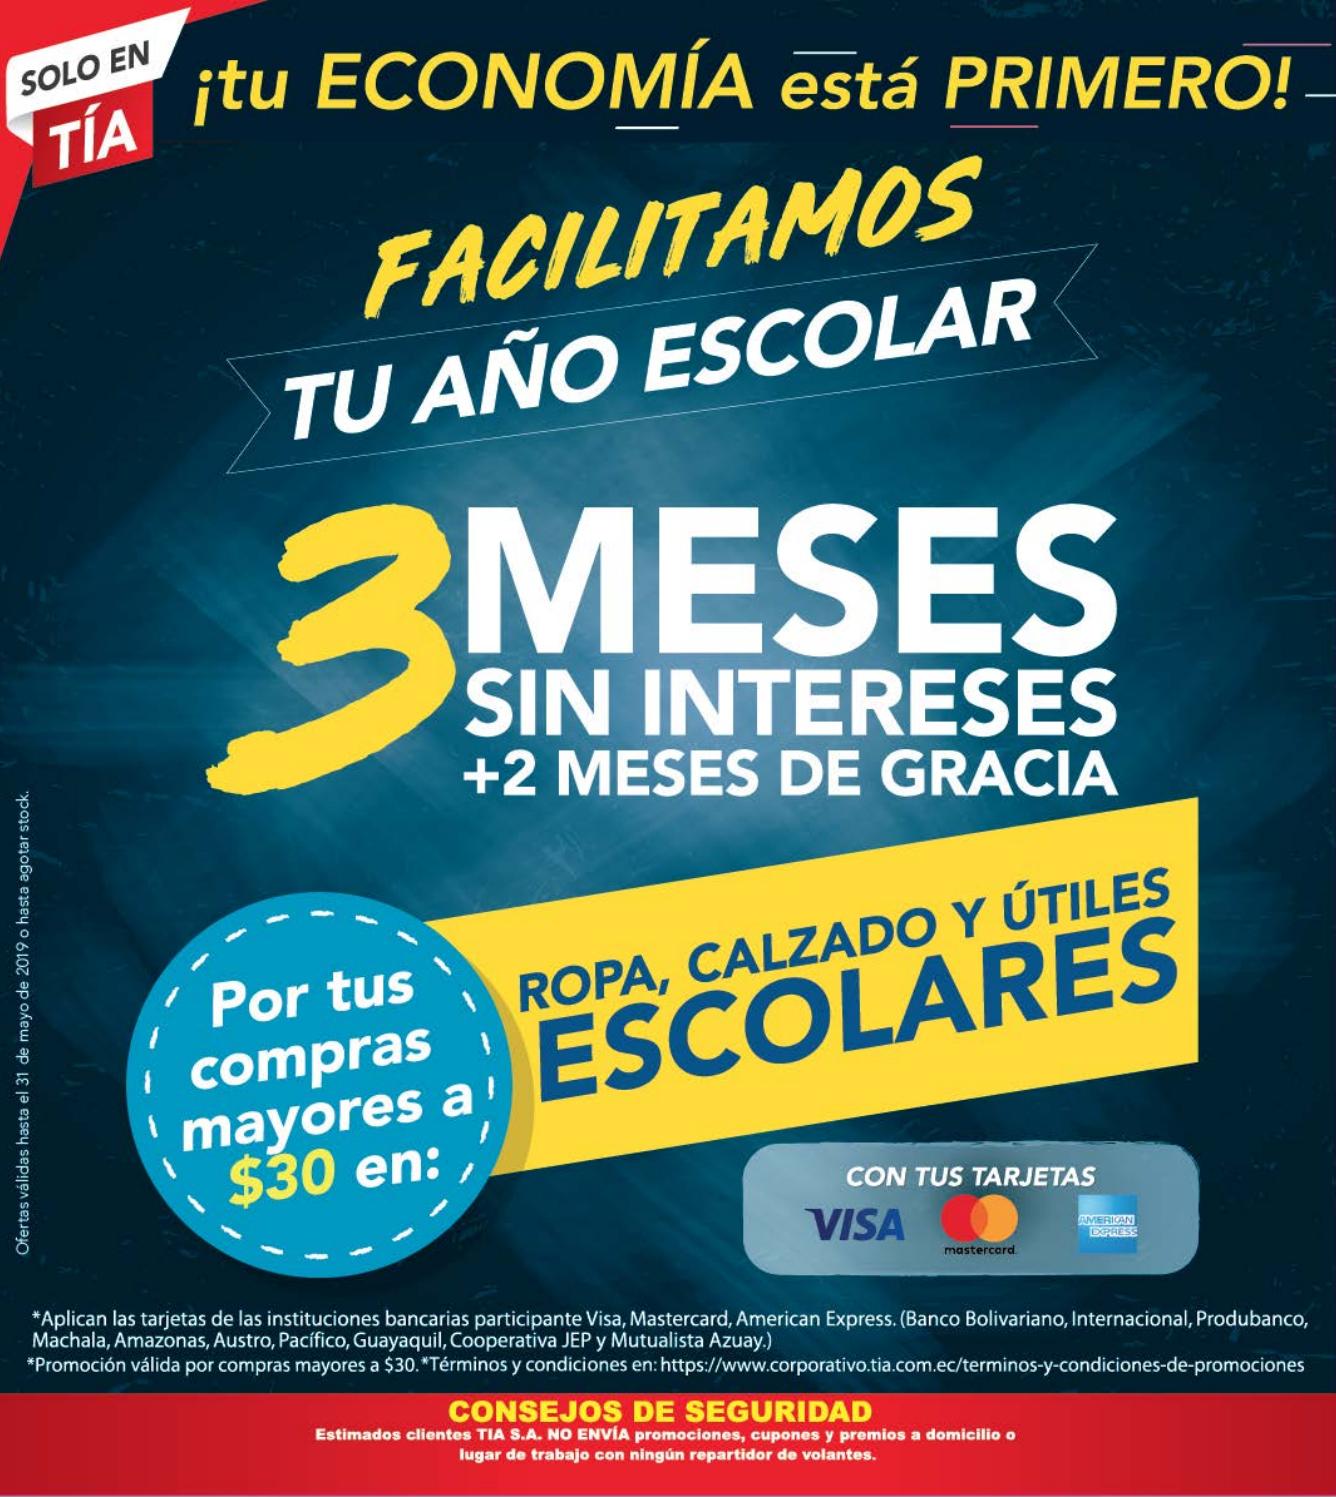 SOLO EN
TÍA
¡tu ECONOMÍA está PRIMERO!
FACILITAMOS
TU AÑO ESCOLAR
3 MESES
SIN INTERESES
+2 MESES DE GRACIA
Por tus
compras
mayores a
$30 en:
ROPA, CALZADO Y ÚTILES
ESCOLARES
CON TUS TARJETAS
VISA
mastercard.
AMERICAN
EXPRESS
Ofertas válidas hasta el 31 de mayo de 2019 o hasta agotar stock.
*Aplican las tarjetas de las instituciones bancarias participante Visa, Mastercard, American Express. (Banco Bolivariano, Internacional, Produbanco,
Machala, Amazonas, Austro, Pacífico, Guayaquil, Cooperativa JEP y Mutualista Azuay.)
*Promoción válida por compras mayores a $30. *Términos y condiciones en: https://www.corporativo.tia.com.ec/terminos-y-condiciones-de-promociones
CONSEJOS DE SEGURIDAD
Estimados clientes TIA S.A. NO ENVÍA promociones, cupones y premios a domicilio o
lugar de trabajo con ningún repartidor de volantes.